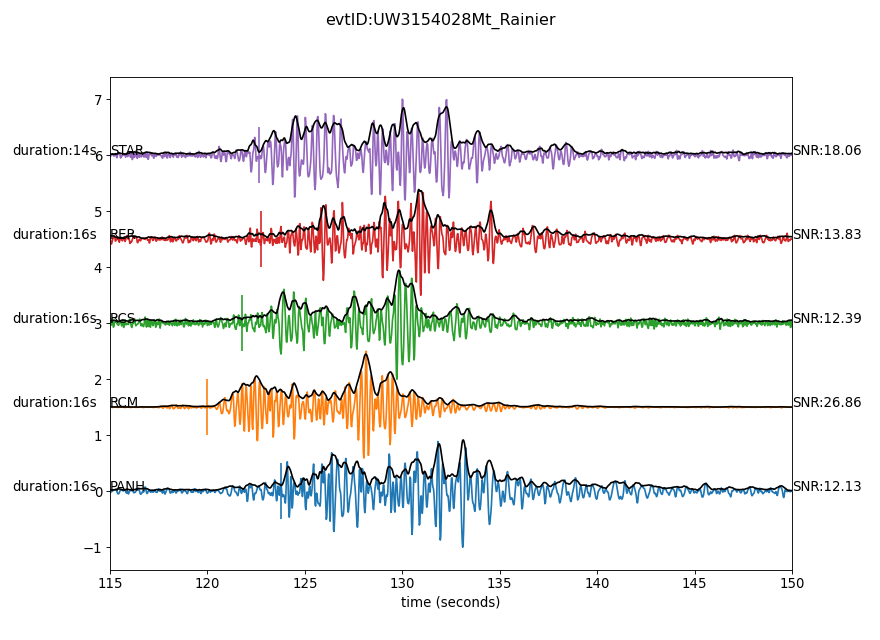 evtID:UW3154028Mt_Rainier
7
duration:14s STAR SNR:18.06
6
5
duration:16s RER SNR:13.83
4
duration:16s RCS SNR:12.39
3
2
duration:16s RCM SNR:26.86
1
duration:16s PANH SNR:12.13
0
−1
115 120 125 130 135 140 145 150
time (seconds)